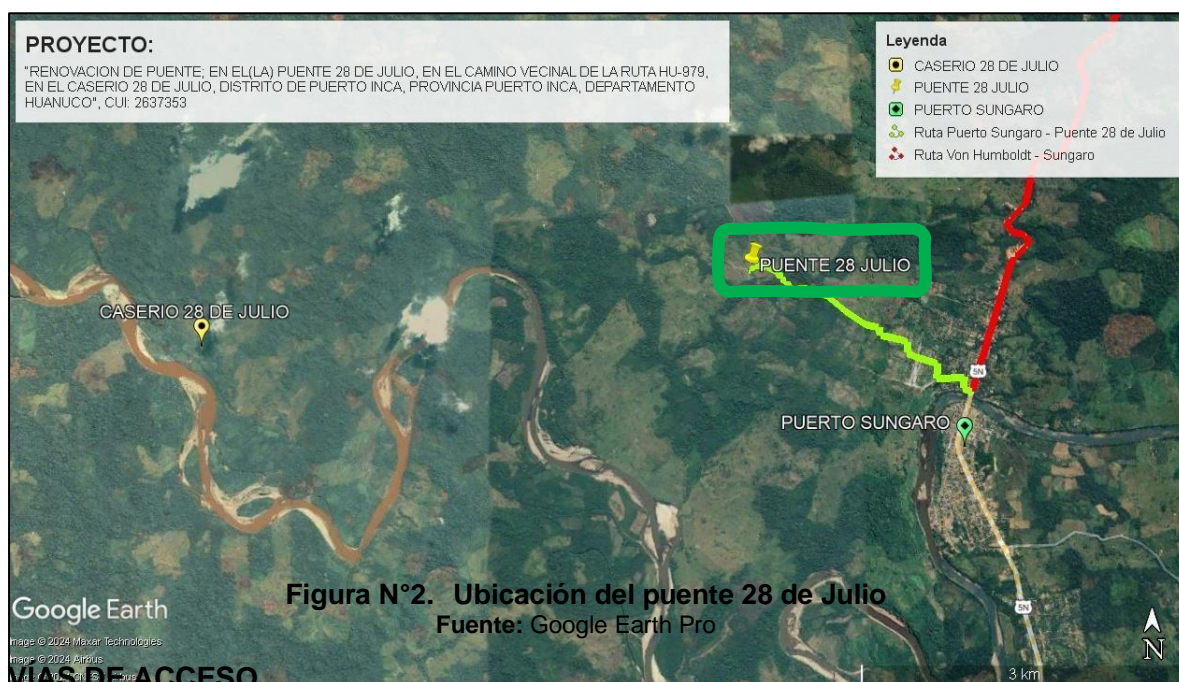 PROYECTO:
"RENOVACION DE PUENTE; EN EL(LA) PUENTE 28 DE JULIO, EN EL CAMINO VECINAL DE LA RUTA HU-979,
EN EL CASERIO 28 DE JULIO, DISTRITO DE PUERTO INCA, PROVINCIA PUERTO INCA, DEPARTAMENTO
HUANUCO", CUI: 2637353
Leyenda
CASERIO 28 DE JULIO
PUENTE 28 JULIO
PUERTO SUNGARO
Ruta Puerto Sungaro - Puente 28 de Julio
Ruta Von Humboldt - Sungaro
PUENTE 28 JULIO
CASERIO 28 DE JULIO
5N
PUERTO SUNGARO
Figura N°2. Ubicación del puente 28 de Julio
Fuente: Google Earth Pro
5N
Google Earth
Image © 2024 Maxar Technologies
Image © 2024 Airbus
VÍAS DE ACCESO
3 km
N